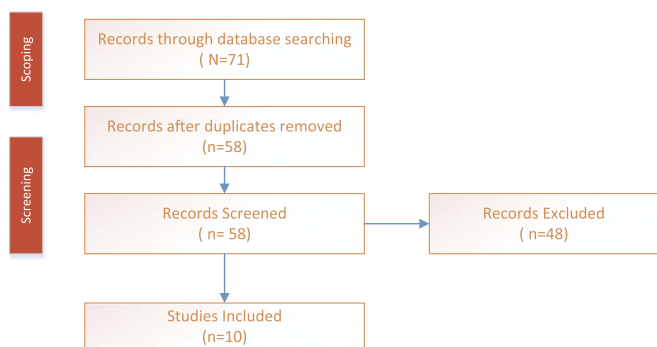 Scoping
Records through database searching
( N=71)
Records after duplicates removed
(n=58)
Screening
Records Screened
( n= 58)
Records Excluded
( n=48)
Studies Included
(n=10)